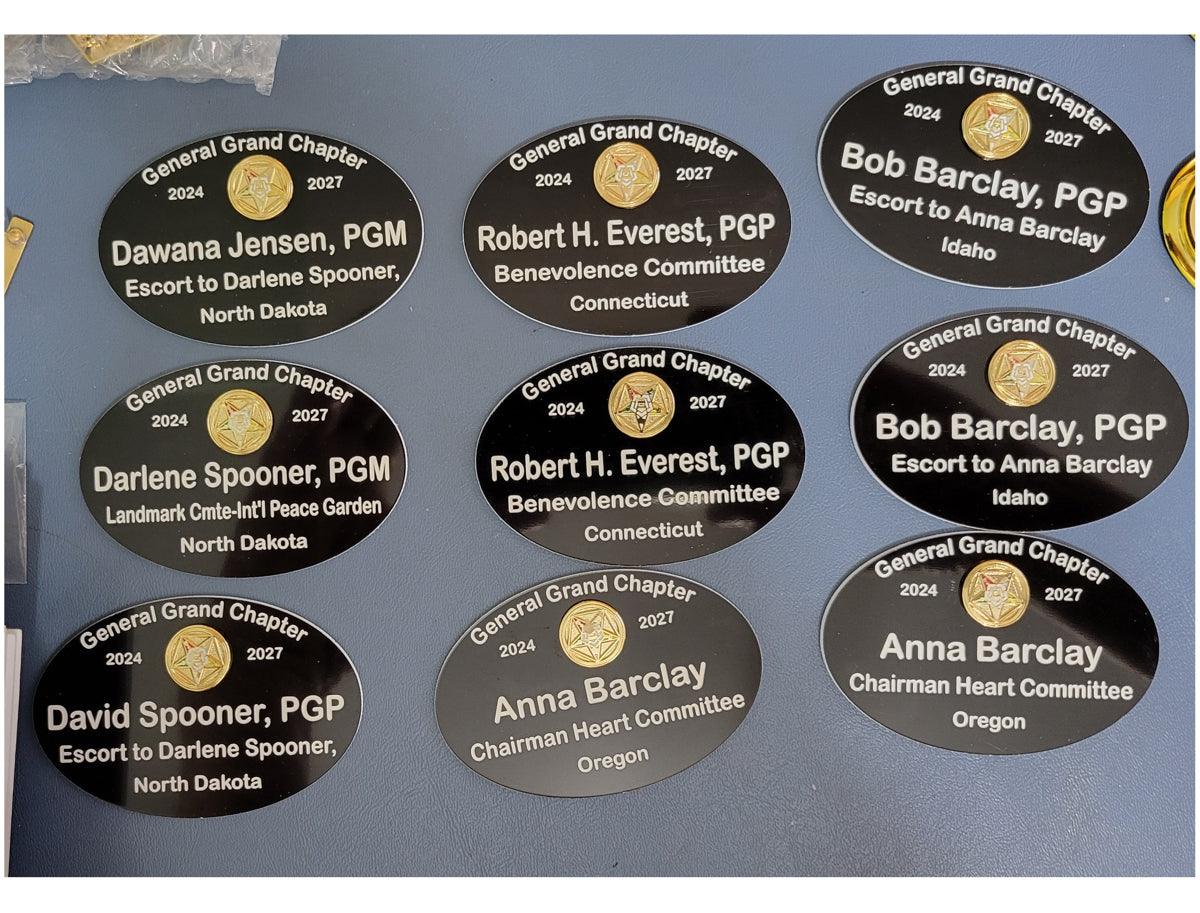 General Grand Chapter
2024 2027
Dawana Jensen, PGM
Escort to Darlene Spooner,
North Dakota
General Grand Chapter
2024 2027
Robert H. Everest, PGP
Benevolence Committee
Connecticut
General Grand Chapter
2024 2027
Bob Barclay, PGP
Escort to Anna Barclay
Idaho
General Grand Chapter
2024 2027
Darlene Spooner, PGM
Landmark Cmte-Int'l Peace Garden
North Dakota
General Grand Chapter
2024 2027
Robert H. Everest, PGP
Benevolence Committee
Connecticut
General Grand Chapter
2024 2027
Bob Barclay, PGP
Escort to Anna Barclay
Idaho
General Grand Chapter
2024 2027
David Spooner, PGP
Escort to Darlene Spooner,
North Dakota
General Grand Chapter
2024 2027
Anna Barclay
Chairman Heart Committee
Oregon
General Grand Chapter
2024 2027
Anna Barclay
Chairman Heart Committee
Oregon